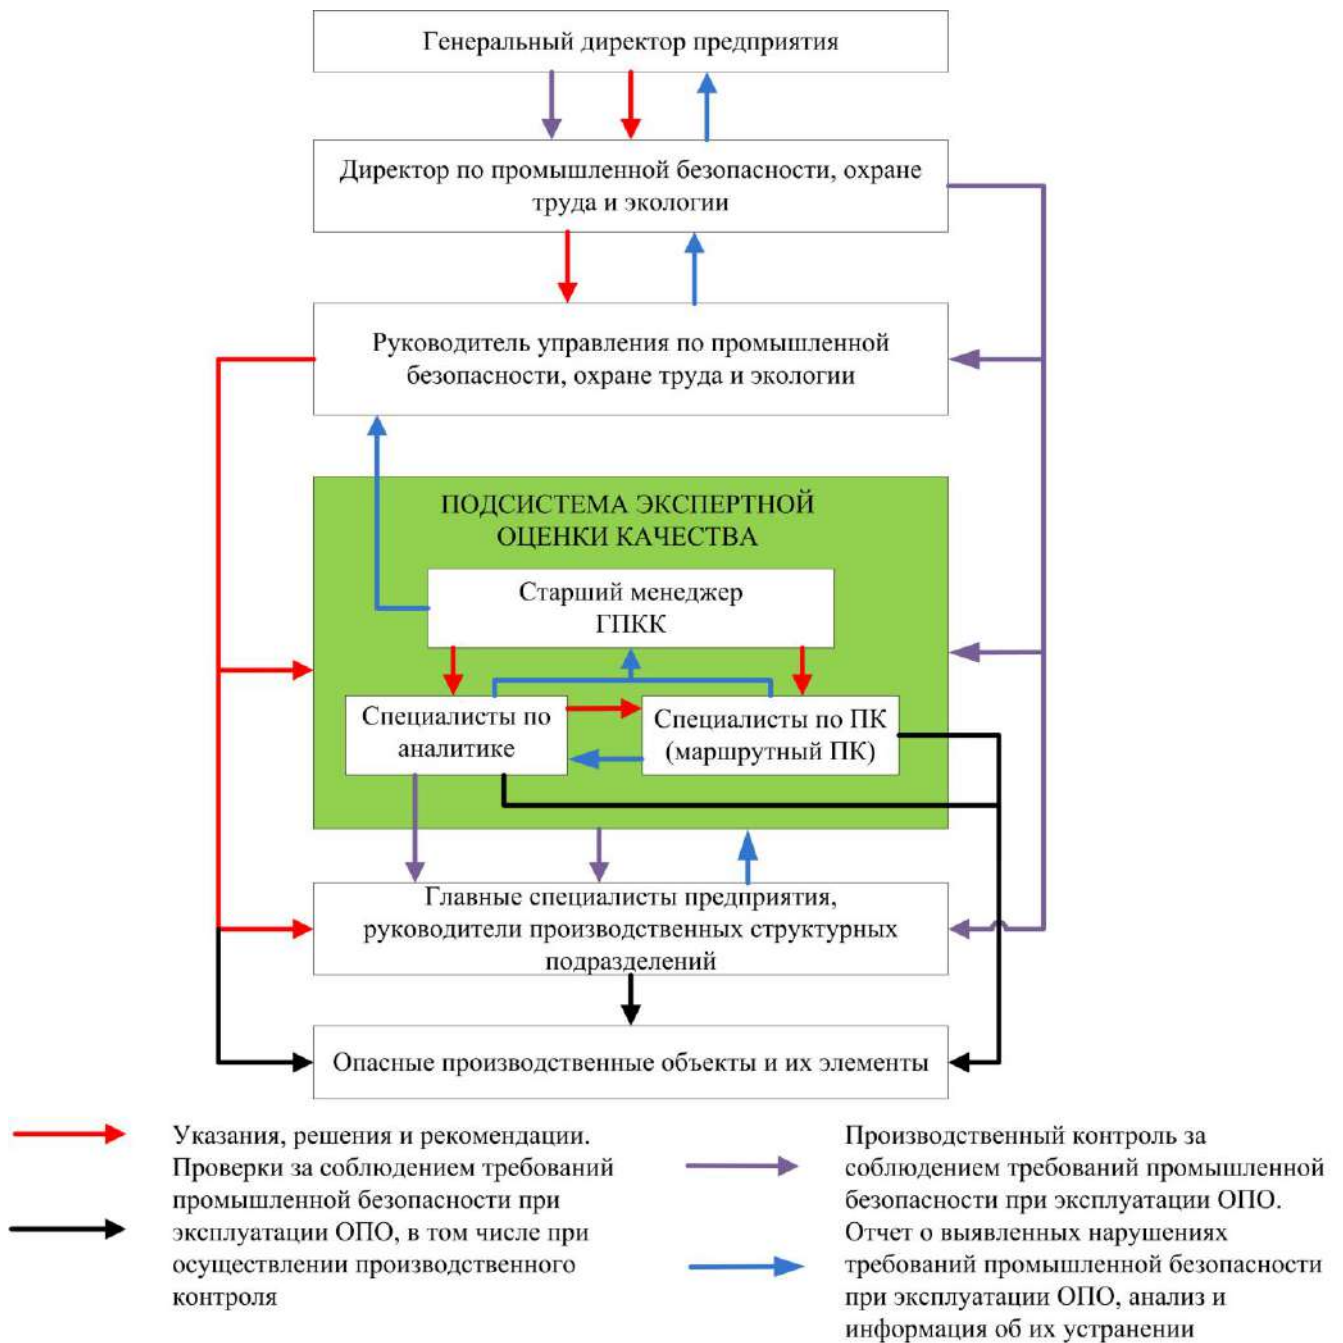 Генеральный директор предприятия
Директор по промышленной безопасности, охране
труда и экологии
Руководитель управления по промышленной
безопасности, охране труда и экологии
ПОДСИСТЕМА ЭКСПЕРТНОЙ
ОЦЕНКИ КАЧЕСТВА
Старший менеджер
ГПКК
Специалисты по
аналитике
Специалисты по ПК
(маршрутный ПК)
Главные специалисты предприятия,
руководители производственных структурных
подразделений
Опасные производственные объекты и их элементы
Указания, решения и рекомендации.
Проверки за соблюдением требований
промышленной безопасности при
эксплуатации ОПО, в том числе при
осуществлении производственного
контроля
Производственный контроль за
соблюдением требований промышленной
безопасности при эксплуатации ОПО.
Отчет о выявленных нарушениях
требований промышленной безопасности
при эксплуатации ОПО, анализ и
информация об их устранении